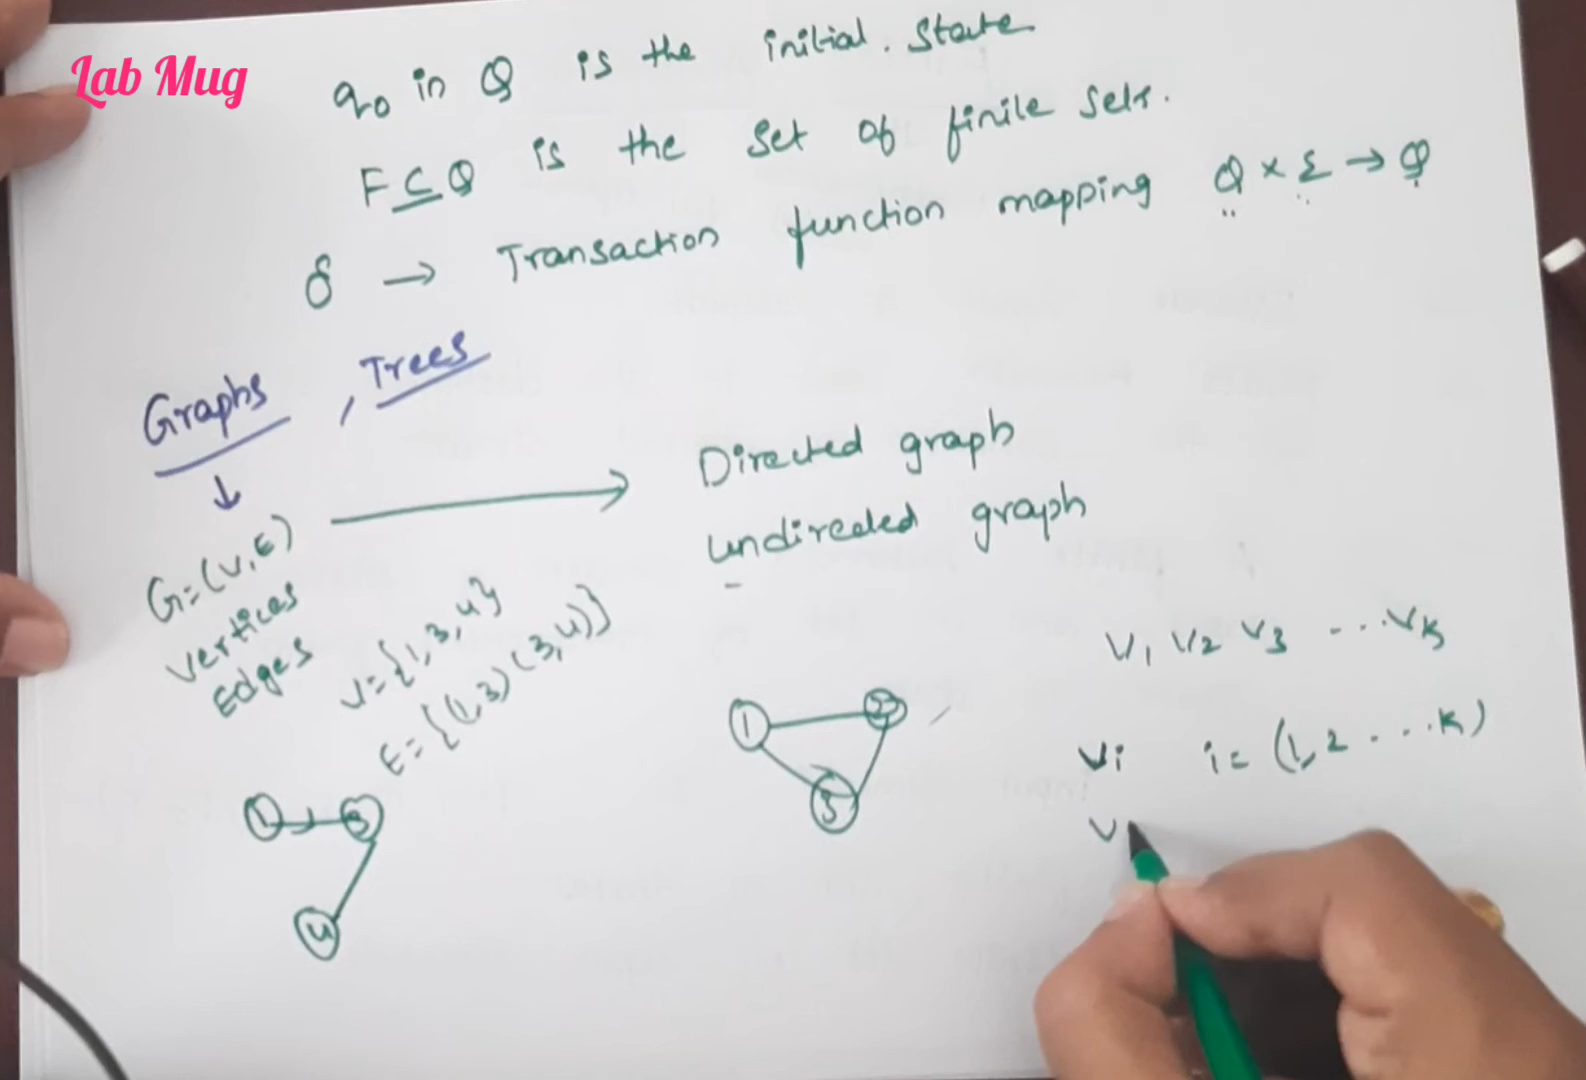 Lab Mug
q0 in Q is the initial state
F ⊆ Q is the set of finile sets.
δ → Transaction function mapping Q × Σ → Q
Graphs, Trees
↓
G=(V,E) → Directed graph
undirected graph
vertices
Edges
V={1,3,4}
E={(1,3)(3,4)}
V1 V2 V3 ...VK
Vi i= (1,2 ...K)
V
1 3
4
1 2
3